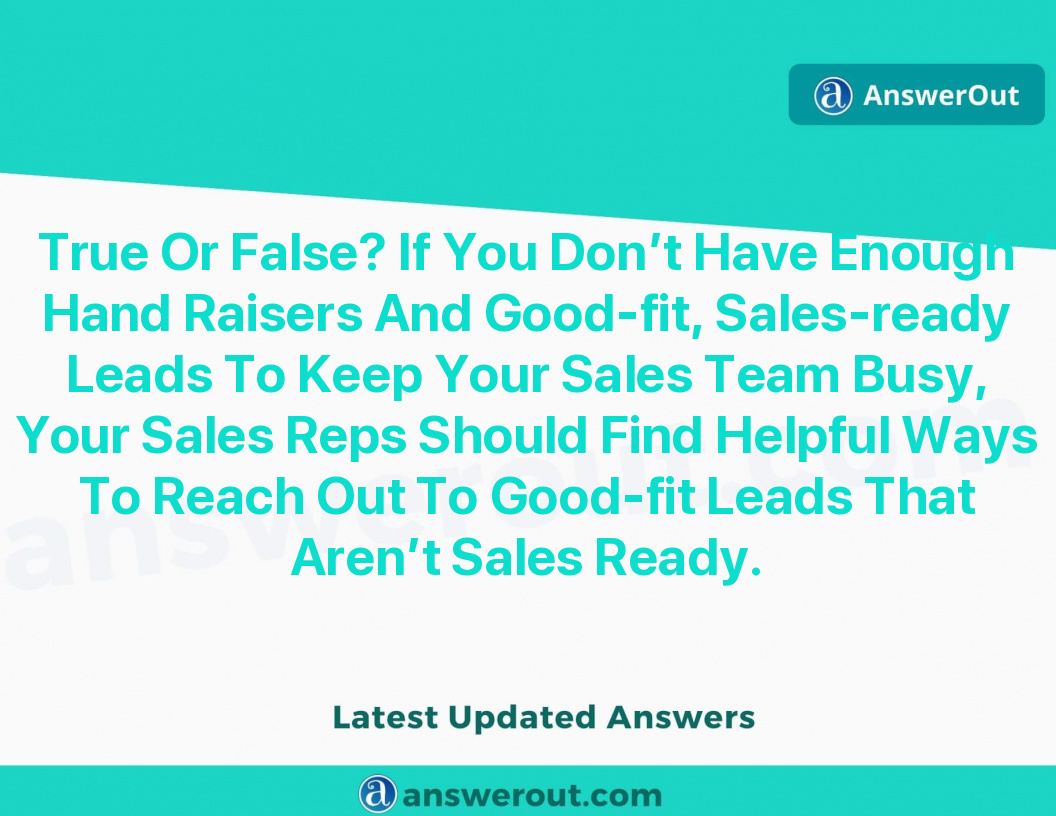 AnswerOut
True Or False? If You Don’t Have Enough
Hand Raisers And Good-fit, Sales-ready
Leads To Keep Your Sales Team Busy,
Your Sales Reps Should Find Helpful Ways
To Reach Out To Good-fit Leads That
Aren’t Sales Ready.
answerout.com
Latest Updated Answers
answerout.com